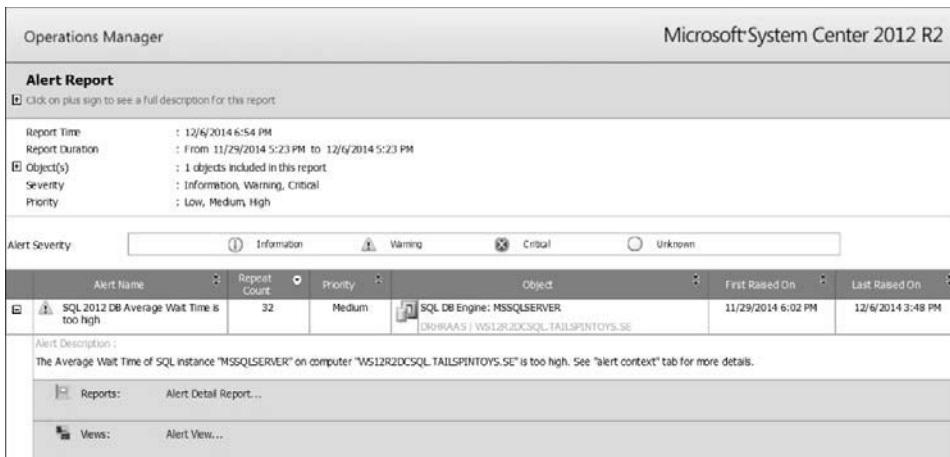 Operations Manager
Microsoft System Center 2012 R2
Alert Report
Click on plus sign to see a full description for this report
Report Time : 12/6/2014 6:54 PM
Report Duration : From 11/29/2014 5:23 PM to 12/6/2014 5:23 PM
Object(s) : 1 objects included in this report
Severity : Information, Warning, Critical
Priority : Low, Medium, High
Alert Severity Information Warning Critical Unknown
Alert Name Repeat Count Priority Object First Raised On Last Raised On
SQL 2012 DB Average Wait Time is too high 32 Medium SQL DB Engine: MSSQLSERVER 11/29/2014 6:02 PM 12/6/2014 3:48 PM
DRHRAAS | WS12R2DCSQL.TAILSPINTOYS.SE
Alert Description :
The Average Wait Time of SQL instance "MSSQLSERVER" on computer "WS12R2DCSQL.TAILSPINTOYS.SE" is too high. See "alert context" tab for more details.
Reports: Alert Detail Report...
Views: Alert View...